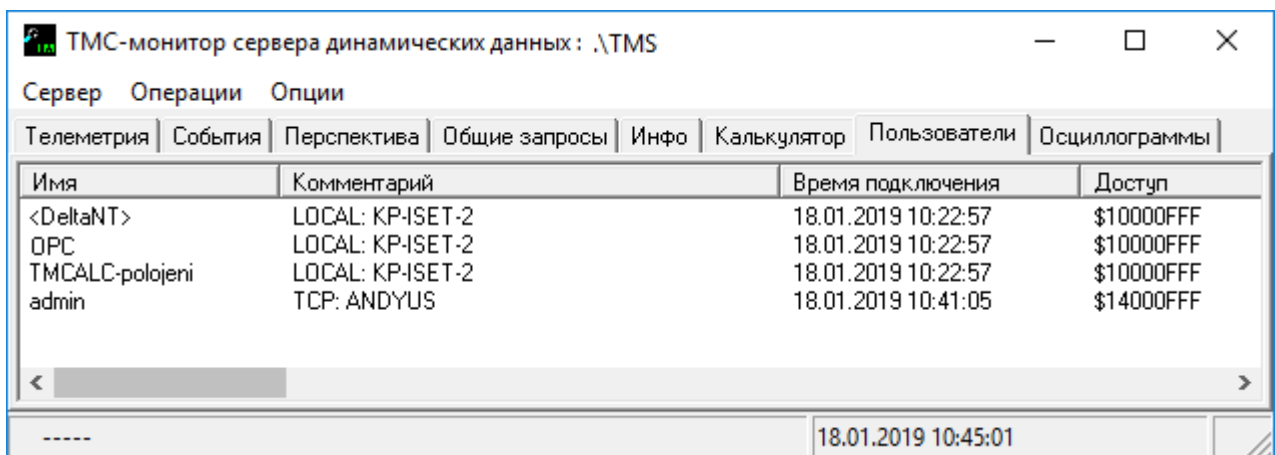 ТМС-монитор сервера динамических данных : .\TMS
Сервер Операции Опции
Телеметрия События Перспектива Общие запросы Инфо Калькулятор Пользователи Осциллограммы
Имя Комментарий Время подключения Доступ
<DeltaNT> LOCAL: KP-ISET-2 18.01.2019 10:22:57 $10000FFF
OPC LOCAL: KP-ISET-2 18.01.2019 10:22:57 $10000FFF
TMCALC-polojeni LOCAL: KP-ISET-2 18.01.2019 10:22:57 $10000FFF
admin TCP: ANDYUS 18.01.2019 10:41:05 $14000FFF
----- 18.01.2019 10:45:01